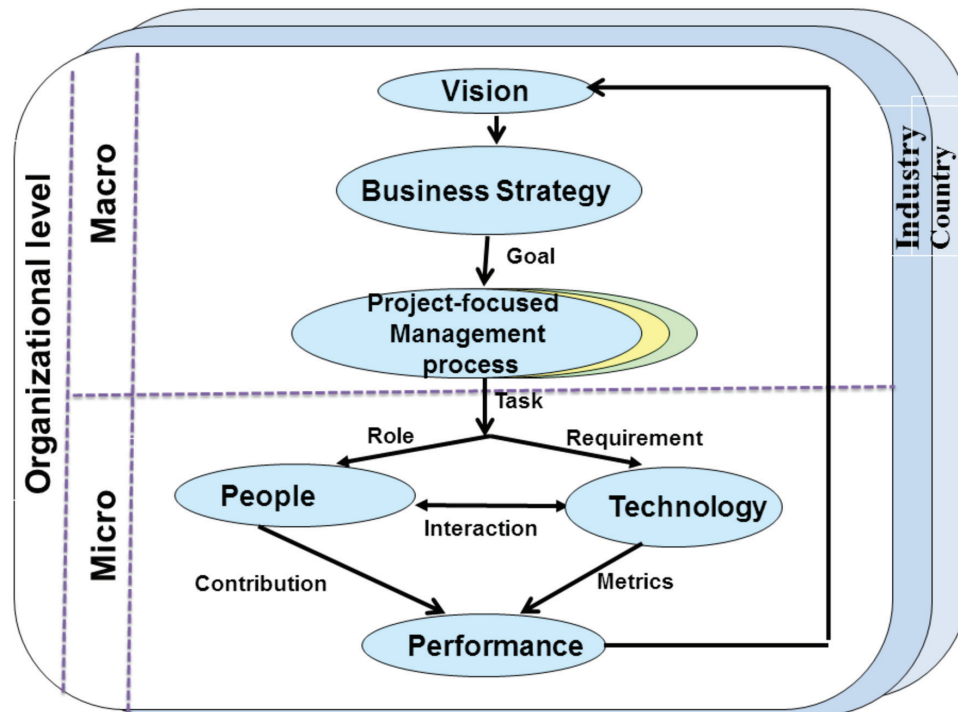 Organizational level
Macro
Micro
Vision
Business Strategy
Goal
Project-focused
Management
process
Task
Role
Requirement
People
Technology
Interaction
Contribution
Metrics
Performance
Industry
Country